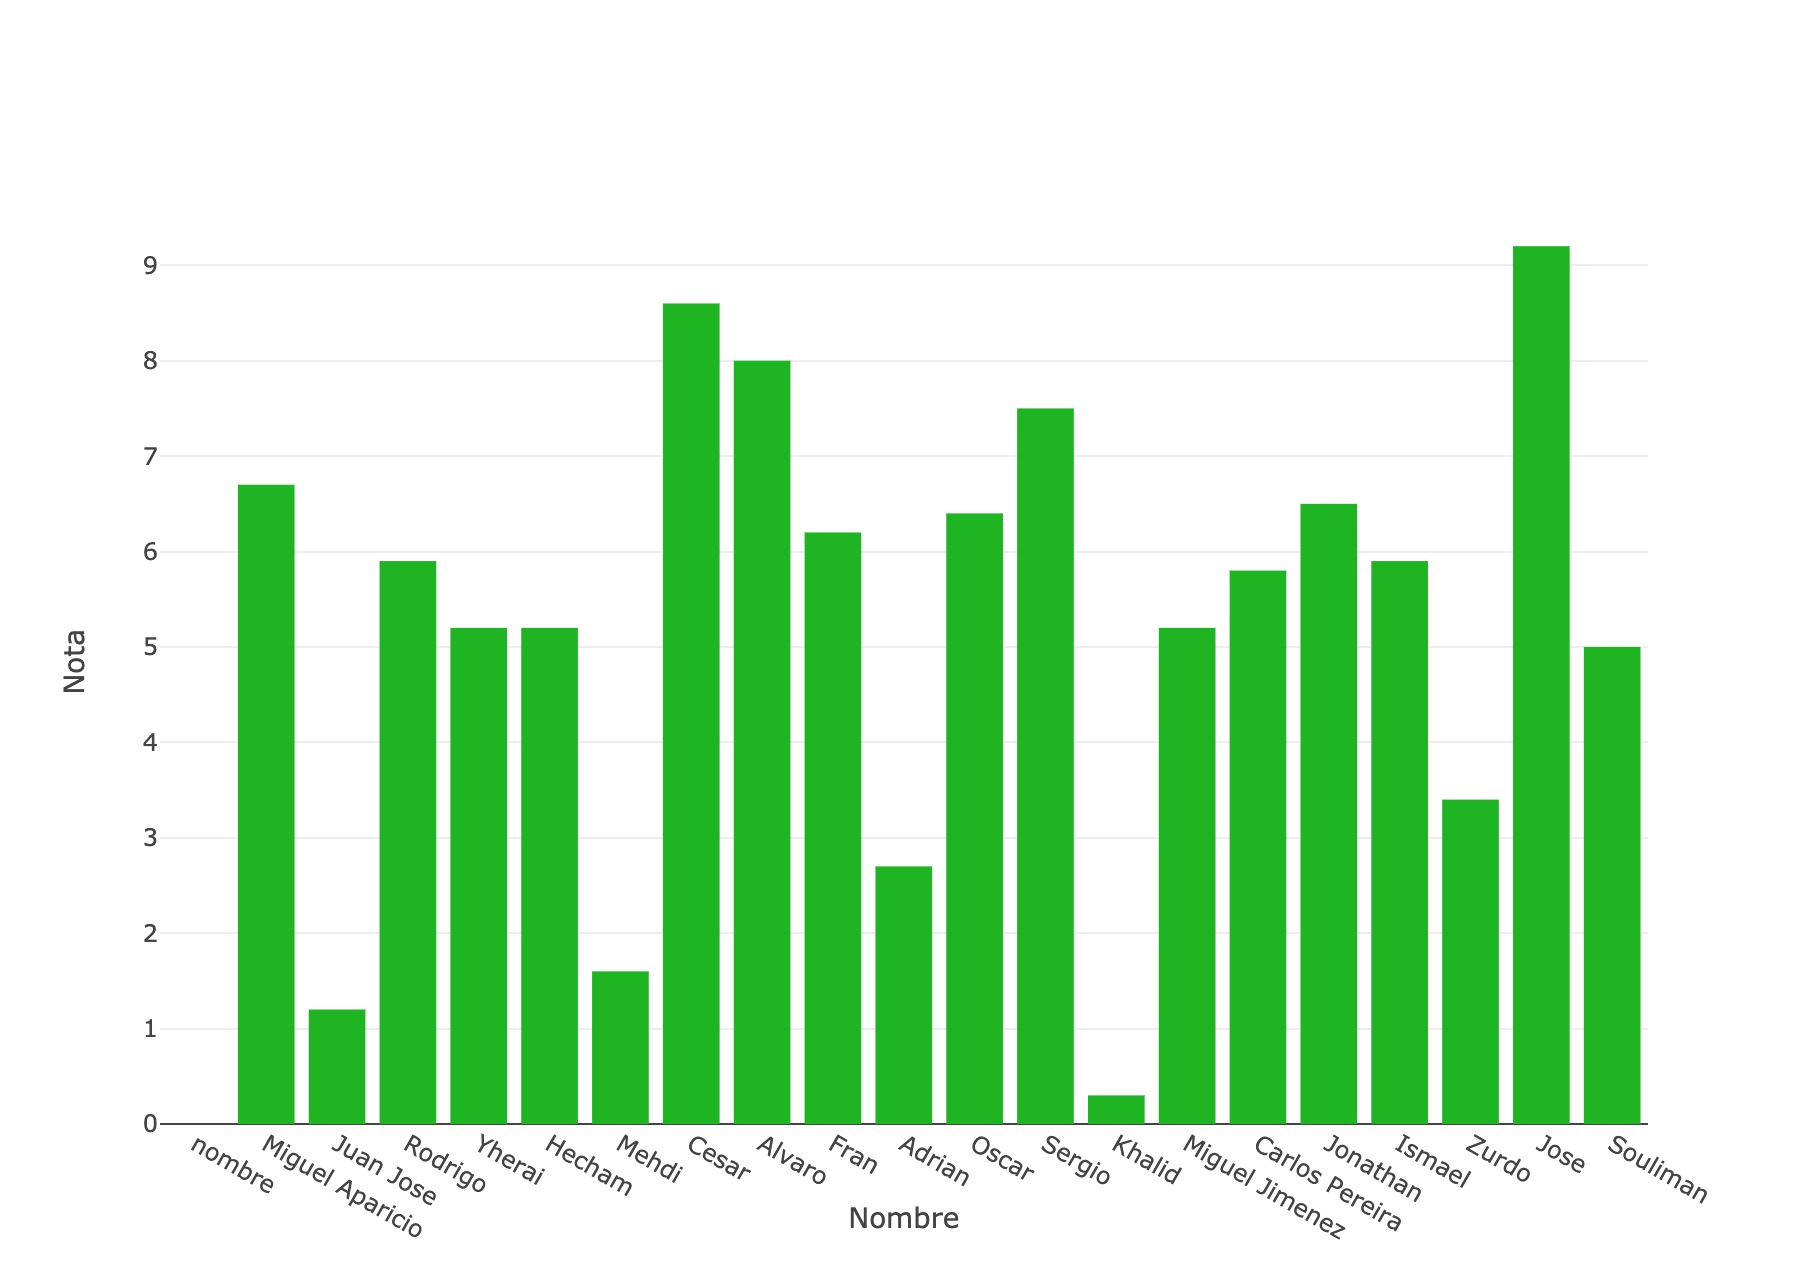 9
8
7
6
5
4
3
2
1
0
Nota
nombre
Miguel Aparicio
Juan Jose
Rodrigo
Yherai
Hecham
Mehdi
Cesar
Alvaro
Fran
Adrian
Oscar
Sergio
Khalid
Miguel Jimenez
Carlos Pereira
Jonathan
Ismael
Zurdo
Jose
Souliman
Nombre